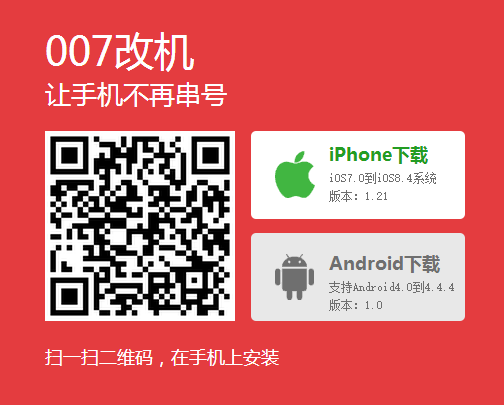 007改机
让手机不再串号
iPhone下载
iOS7.0到iOS8.4系统
版本：1.21
Android下载
支持Android4.0到4.4.4
版本：1.0
扫一扫二维码，在手机上安装